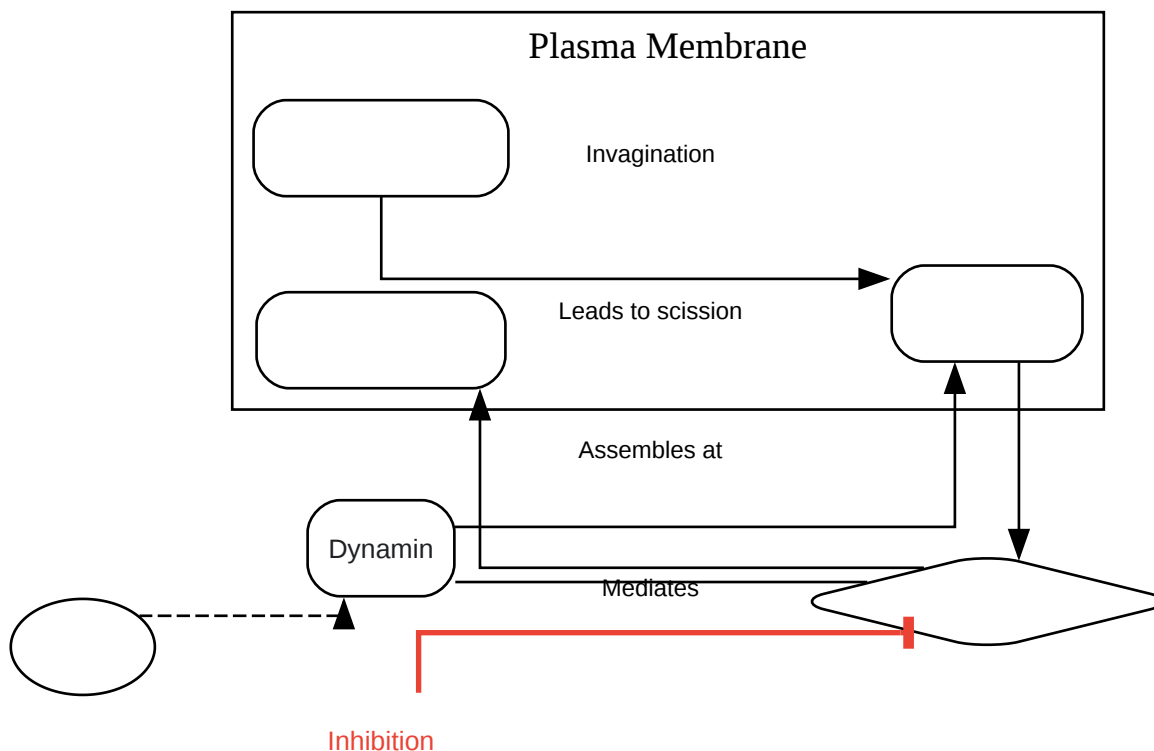 Plasma Membrane
Invagination
Leads to scission
Assembles at
Dynamin
Mediates
Inhibition